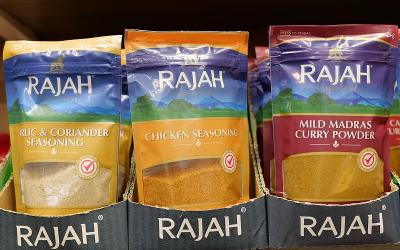 RAJAH
RLIC & CORIANDER
SEASONING
RAJAH
CHICKEN SEASONING
RAJAH
MILD MADRAS
CURRY POWDER
RAJAH
RAJAH
RAJAH